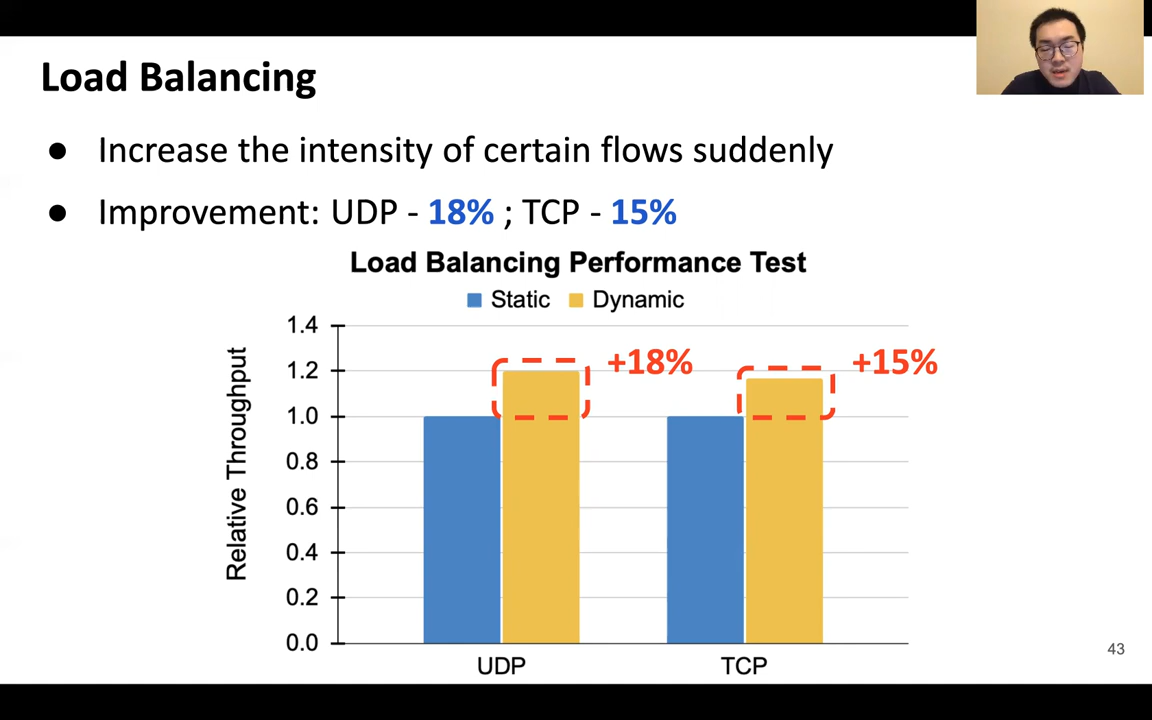 Load Balancing
● Increase the intensity of certain flows suddenly
● Improvement: UDP - 18% ; TCP - 15%
Load Balancing Performance Test
Static Dynamic
Relative Throughput
1.4
1.2
1.0
0.8
0.6
0.4
0.2
0.0
+18%
+15%
UDP
TCP
43